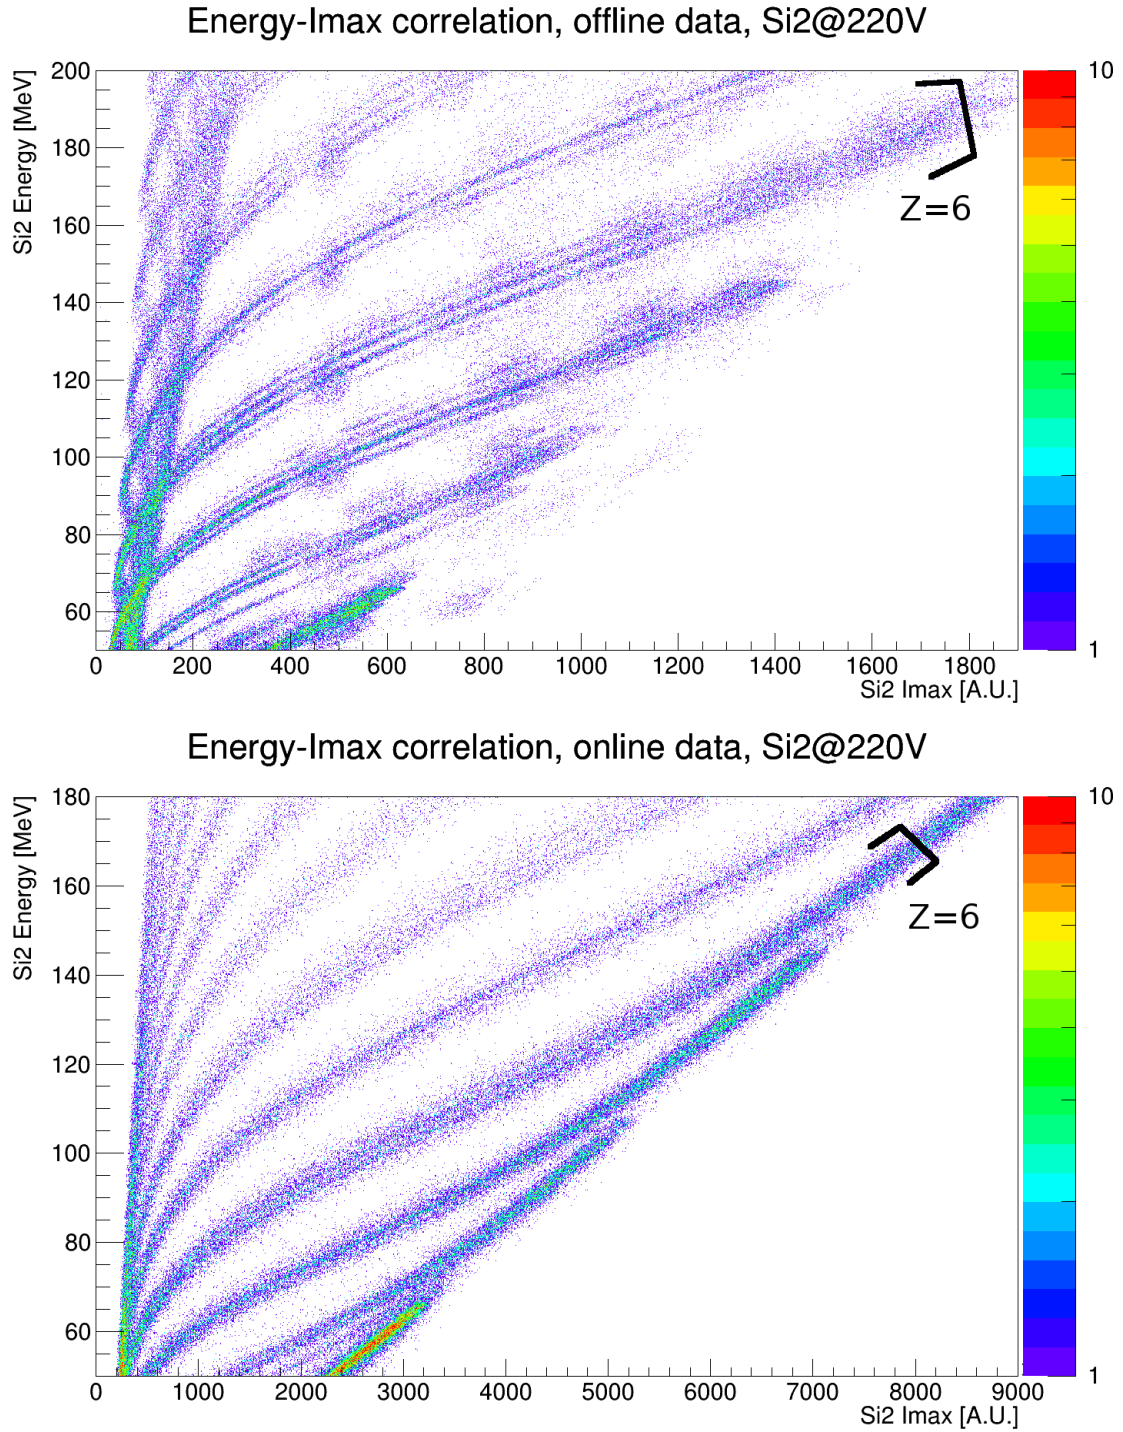 Energy-Imax correlation, offline data, Si2@220V
Si2 Energy [MeV]
200
180
160
140
120
100
80
60
0 200 400 600 800 1000 1200 1400 1600 1800
Si2 Imax [A.U.]
Z=6
10
1
Energy-Imax correlation, online data, Si2@220V
Si2 Energy [MeV]
180
160
140
120
100
80
60
0 1000 2000 3000 4000 5000 6000 7000 8000 9000
Si2 Imax [A.U.]
Z=6
10
1